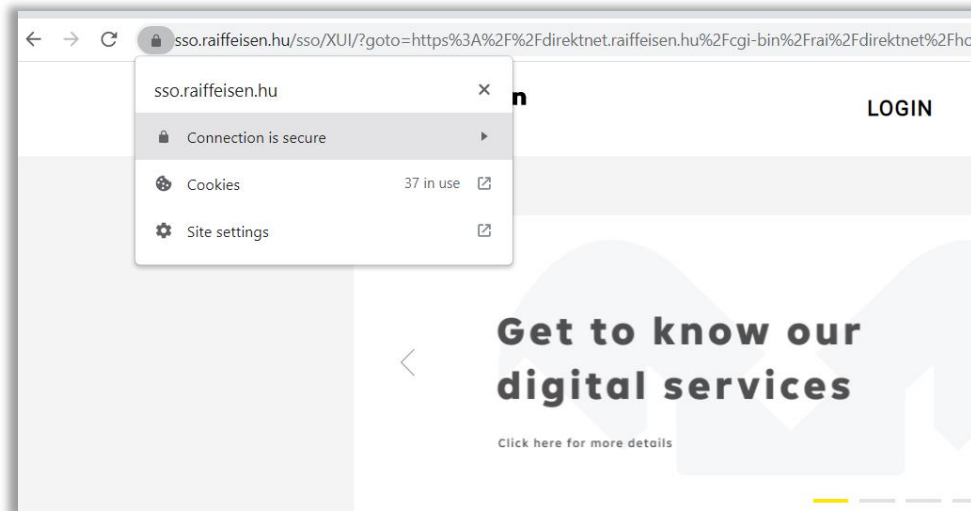 sso.raiffeisen.hu/sso/XUI/?goto=https%3A%2F%2Fdirektnet.raiffeisen.hu%2Fcgi-bin%2Frai%2Fdirektnet%2Fho
sso.raiffeisen.hu
n
LOGIN
Connection is secure
Cookies 37 in use
Site settings
Get to know our
digital services
Click here for more details